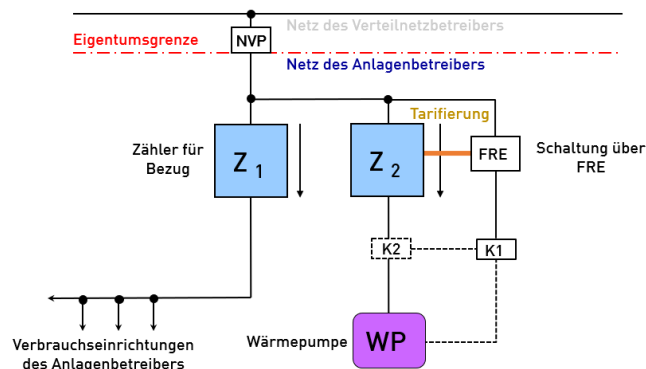 Netz des Verteilnetzbetreibers
Eigentumsgrenze
NVP
Netz des Anlagenbetreibers
Tarifierung
Zähler für
Bezug
Z 1
Z 2
FRE
Schaltung über
FRE
K2
K1
Wärmepumpe
WP
Verbrauchseinrichtungen
des Anlagenbetreibers